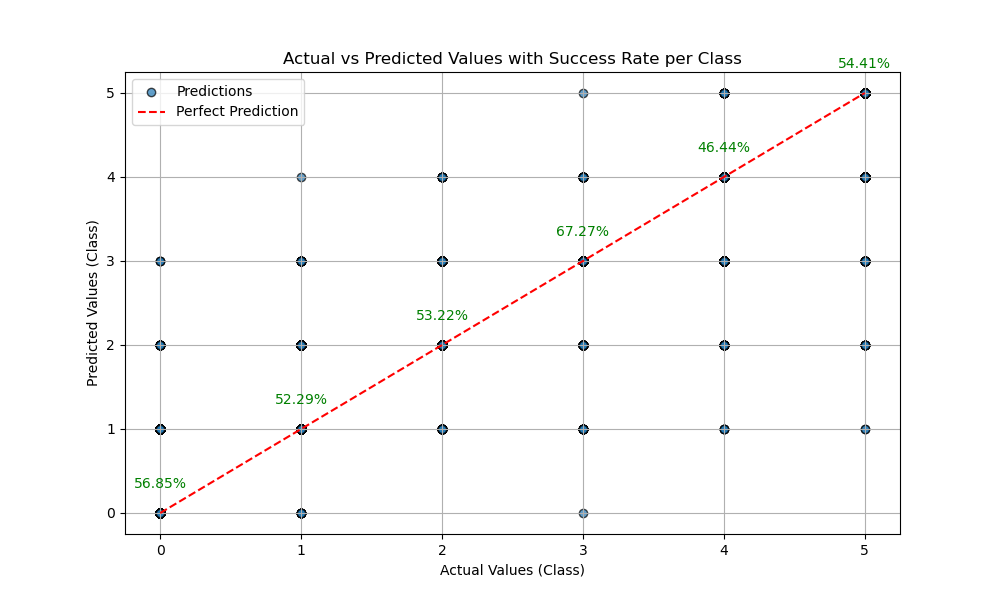 Actual vs Predicted Values with Success Rate per Class
54.41%
5
Predictions
Perfect Prediction
46.44%
4
67.27%
3
53.22%
2
52.29%
1
56.85%
0
Predicted Values (Class)
0 1 2 3 4 5
Actual Values (Class)